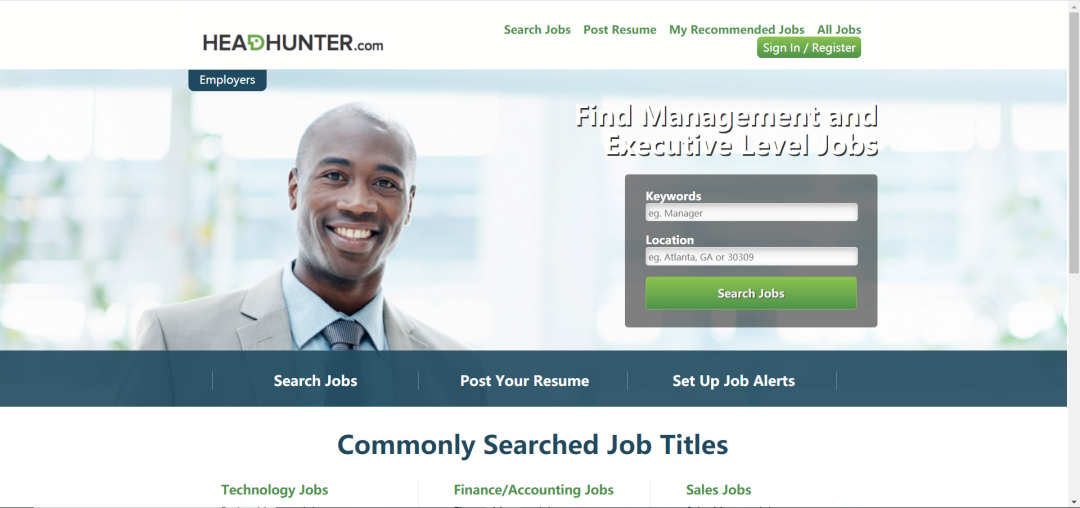 HEADHUNTER.com
Search Jobs Post Resume My Recommended Jobs All Jobs
Sign In / Register
Employers
Find Management and
Executive Level Jobs
Keywords
eg. Manager
Location
eg. Atlanta, GA or 30309
Search Jobs
Search Jobs Post Your Resume Set Up Job Alerts
Commonly Searched Job Titles
Technology Jobs Finance/Accounting Jobs Sales Jobs